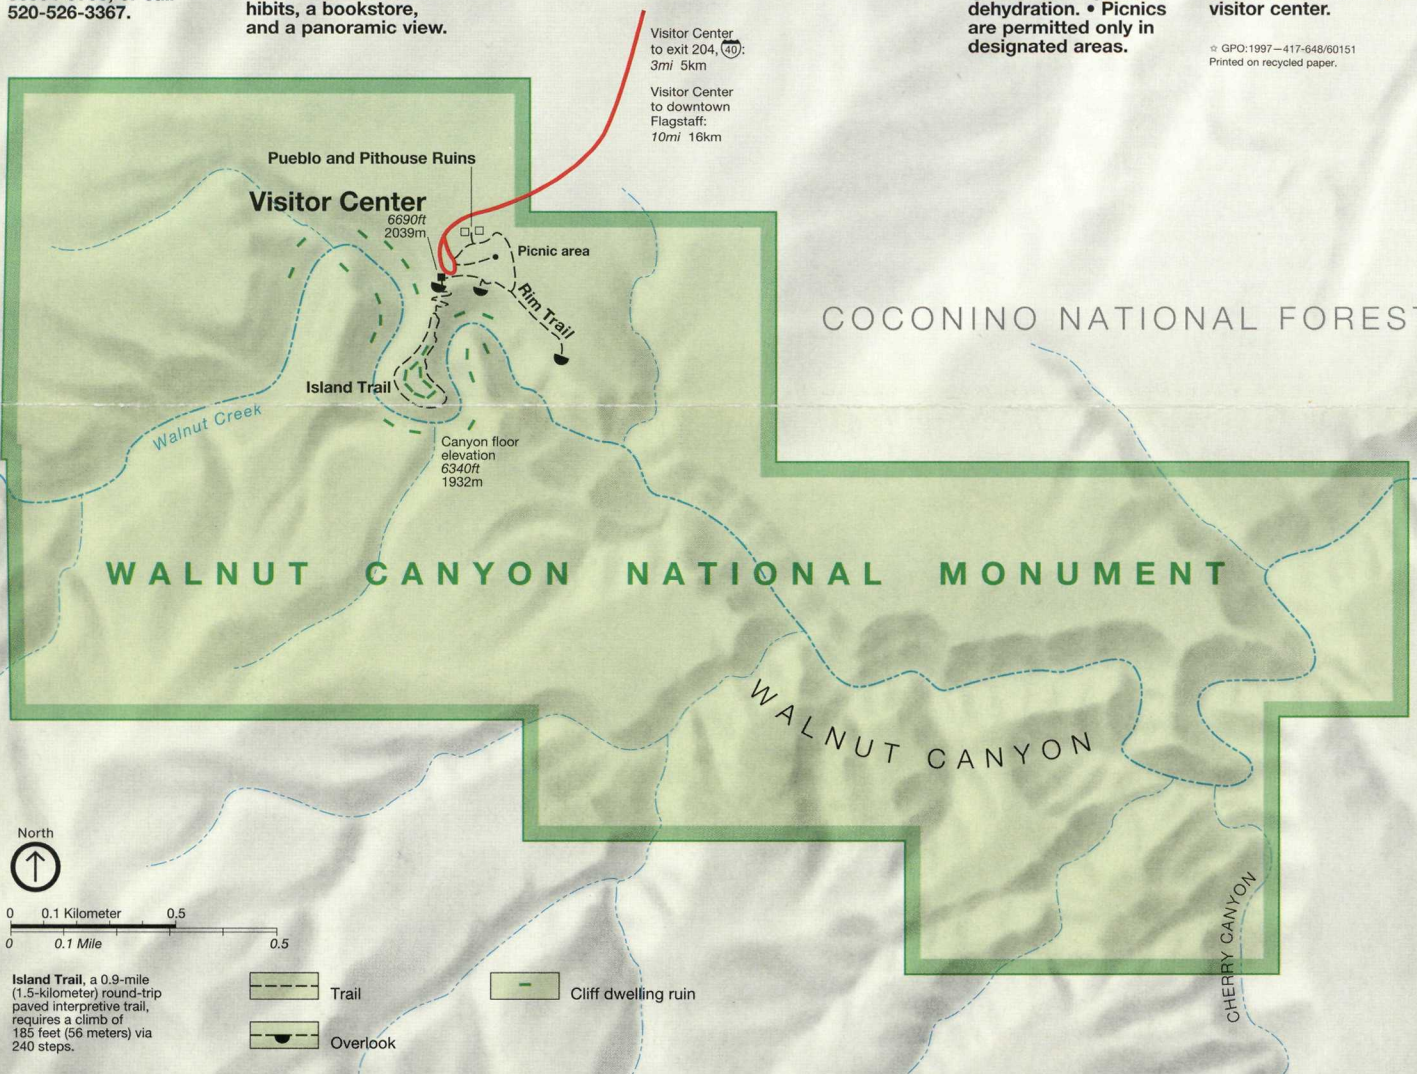 520-526-3367.
hibits, a bookstore,
and a panoramic view.
dehydration. • Picnics
are permitted only in
designated areas.
visitor center.
☆ GPO:1997—417-648/60151
Printed on recycled paper.
Visitor Center
to exit 204, 40:
3mi 5km
Visitor Center
to downtown
Flagstaff:
10mi 16km
Pueblo and Pithouse Ruins
Visitor Center
6690ft
2039m
Picnic area
Rim Trail
COCONINO NATIONAL FOREST
Island Trail
Walnut Creek
Canyon floor
elevation
6340ft
1932m
WALNUT CANYON NATIONAL MONUMENT
WALNUT CANYON
CHERRY CANYON
North
0 0.1 Kilometer 0.5
0 0.1 Mile 0.5
Island Trail, a 0.9-mile
(1.5-kilometer) round-trip
paved interpretive trail,
requires a climb of
185 feet (56 meters) via
240 steps.
Trail
Overlook
Cliff dwelling ruin